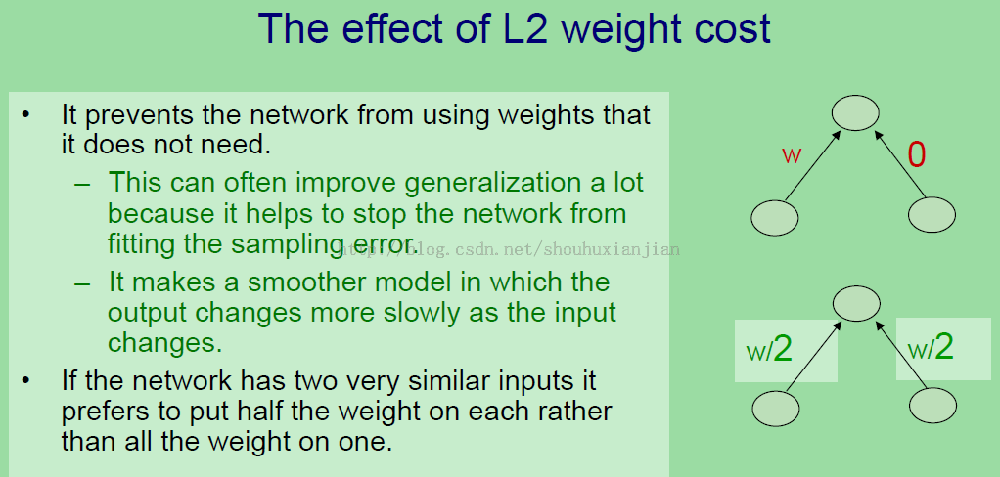 The effect of L2 weight cost
• It prevents the network from using weights that
it does not need.
– This can often improve generalization a lot
because it helps to stop the network from
fitting the sampling error.
http://blog.csdn.net/shouhuxianjian
– It makes a smoother model in which the
output changes more slowly as the input
changes.
• If the network has two very similar inputs it
prefers to put half the weight on each rather
than all the weight on one.
w 0
w/2 w/2